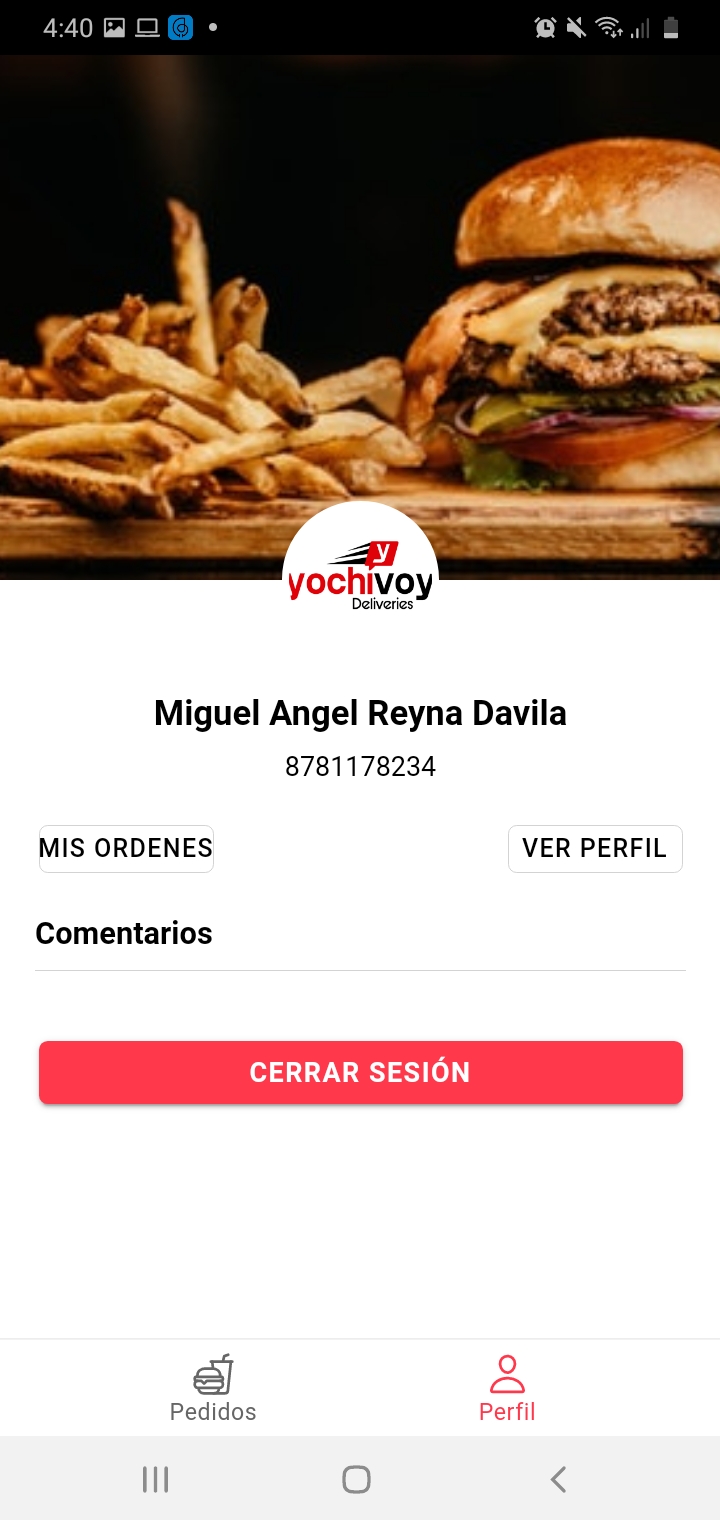 4:40
y
yochivoy
Deliveries
Miguel Angel Reyna Davila
8781178234
MIS ORDENES
VER PERFIL
Comentarios
CERRAR SESIÓN
Pedidos
Perfil